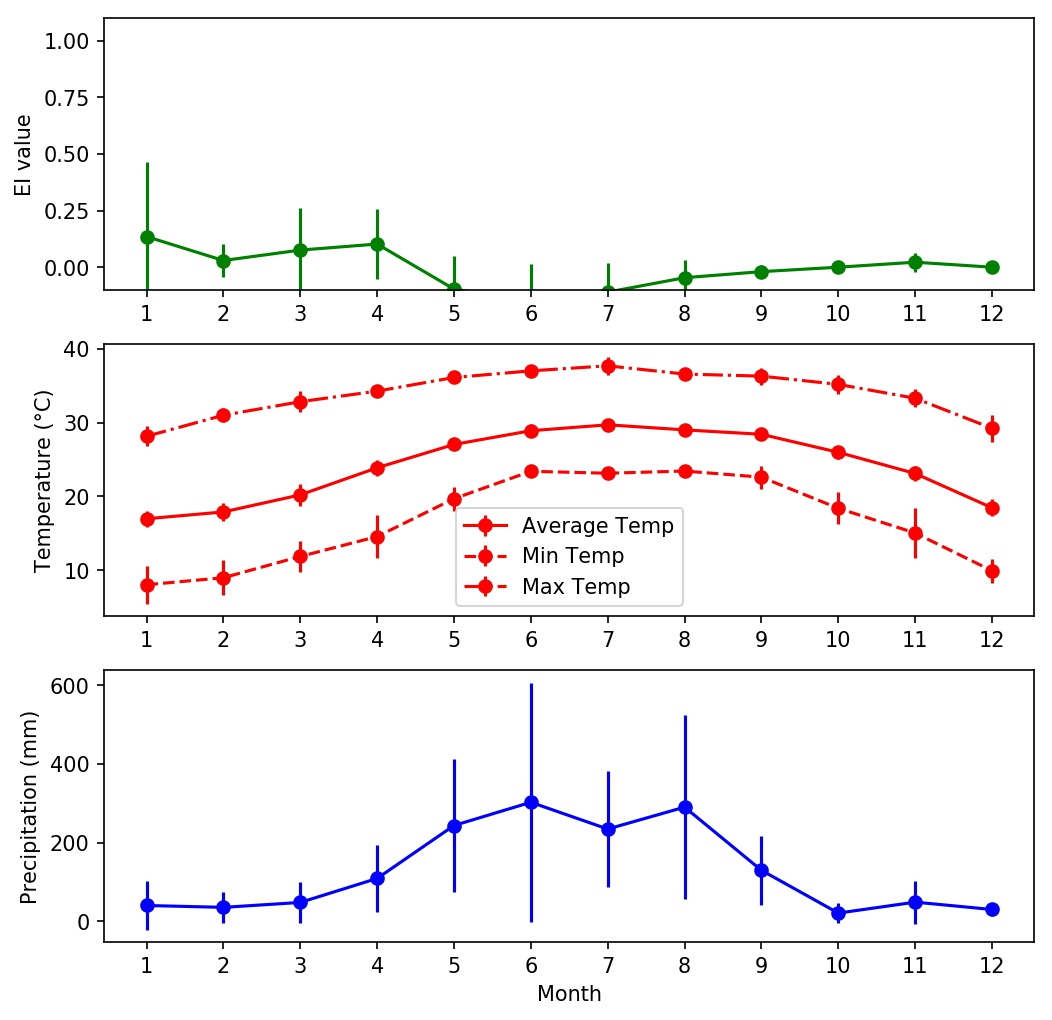 EI value
1.00
0.75
0.50
0.25
0.00
1 2 3 4 5 6 7 8 9 10 11 12
Temperature (°C)
40
30
20
10
Average Temp
Min Temp
Max Temp
1 2 3 4 5 6 7 8 9 10 11 12
Precipitation (mm)
600
400
200
0
1 2 3 4 5 6 7 8 9 10 11 12
Month